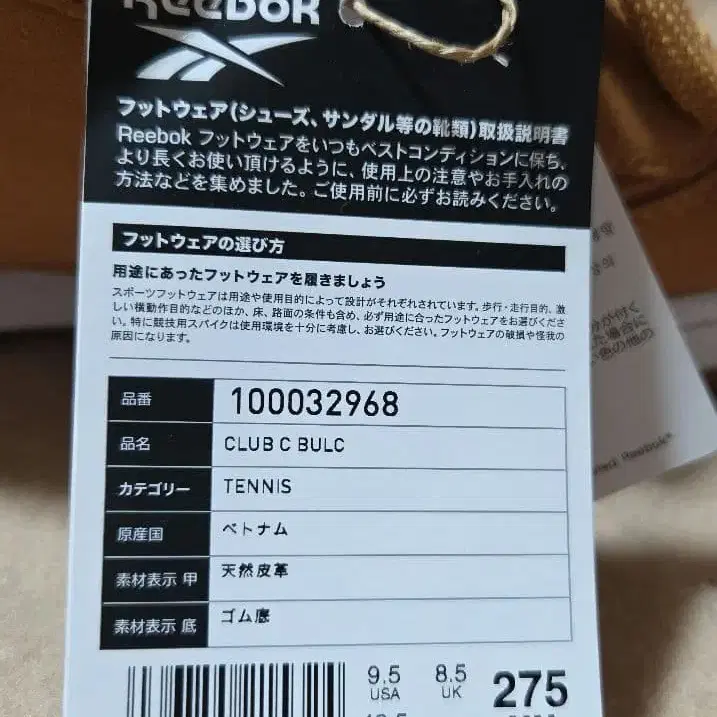 Reebok
フットウェア(シューズ、サンダル等の靴類)取扱説明書
Reebok フットウェアをいつもベストコンディションに保ち、
より長くお使い頂けるように、使用上の注意やお手入れの
方法などを集めました。ご使用前に必ずお読みください。
フットウェアの選び方
用途にあったフットウェアを履きましょう
スポーツフットウェアは用途や使用目的によって設計がそれぞれされています。歩行・走行目的、激
しい横動作目的などのほか、床、路面の条件も含め、必ず用途に合ったフットウェアをお選びくださ
い。特に競技用スパイクは使用環境を十分に考慮し、お選びください。フットウェアの破損や怪我の
原因になります。
品番 100032968
品名 CLUB C BULC
カテゴリー TENNIS
原産国 ベトナム
素材表示 甲 天然皮革
素材表示 底 ゴム底
9.5 8.5 275
USA UK
が付く
た場合に
い色の他の
Reebok